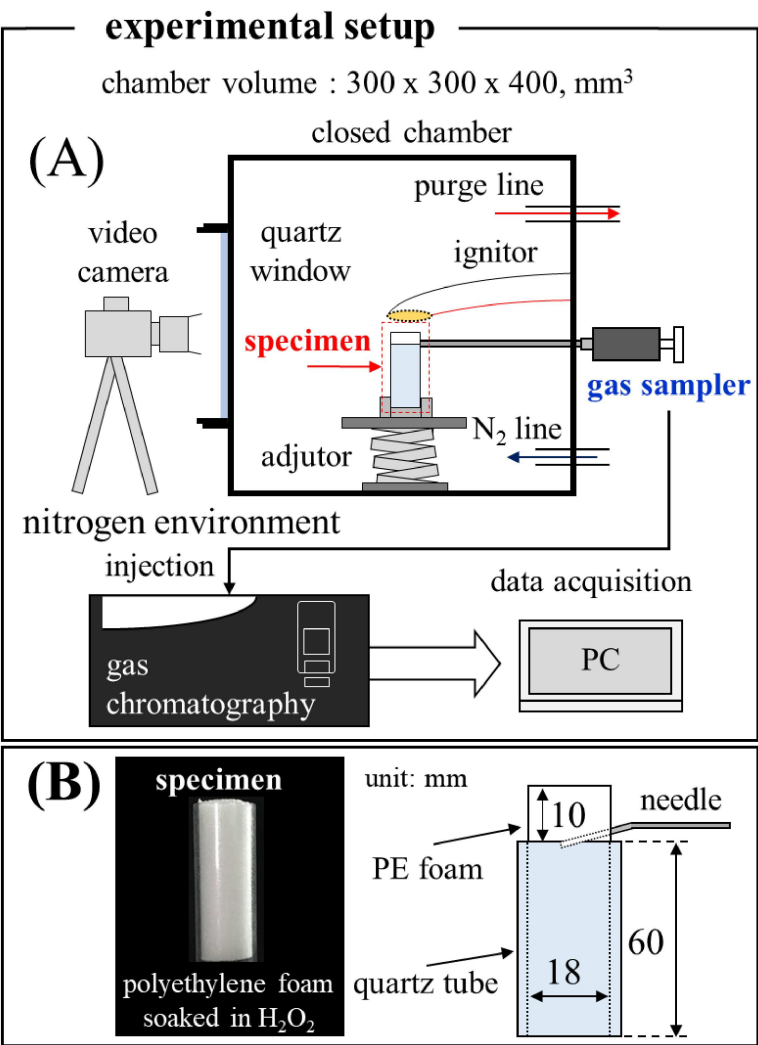 experimental setup
chamber volume : 300 x 300 x 400, mm³
(A)
closed chamber
purge line
video
camera
quartz
window
ignitor
specimen
gas sampler
N₂ line
adjutor
nitrogen environment
injection
data acquisition
gas
chromatography
PC
(B)
specimen
unit: mm
10
needle
PE foam
60
18
quartz tube
polyethylene foam
soaked in H₂O₂